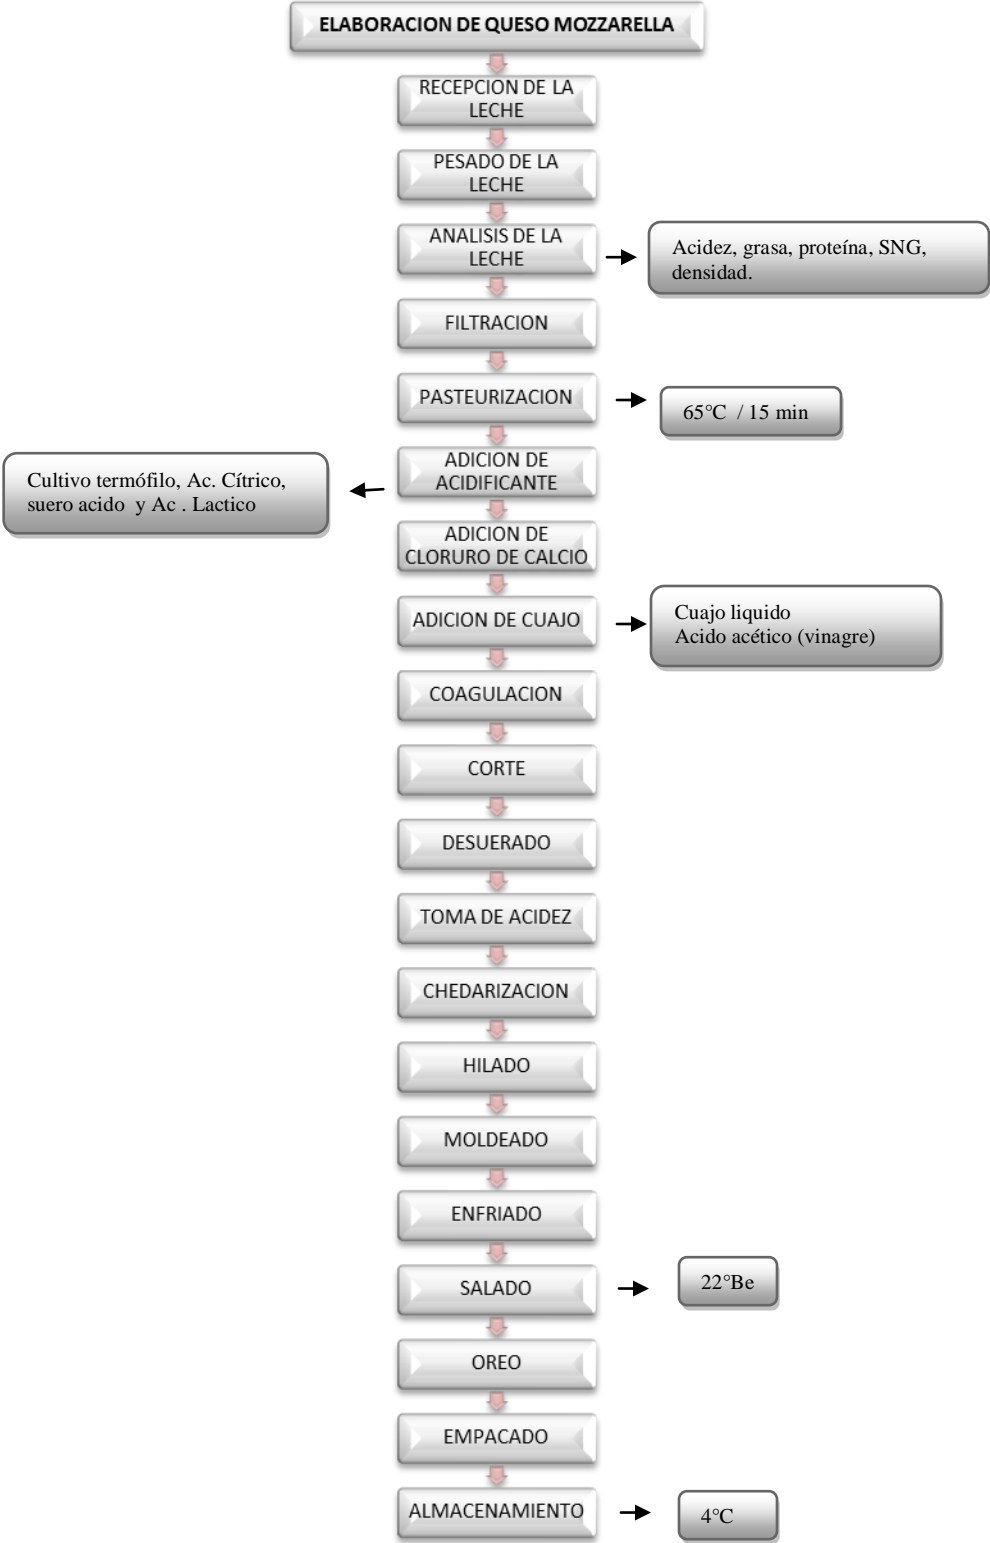 ELABORACION DE QUESO MOZZARELLA
RECEPCION DE LA
LECHE
PESADO DE LA
LECHE
ANALISIS DE LA
LECHE
Acidez, grasa, proteína, SNG,
densidad.
FILTRACION
PASTEURIZACION
65°C / 15 min
ADICION DE
ACIDIFICANTE
Cultivo termófilo, Ac. Cítrico,
suero acido y Ac . Lactico
ADICION DE
CLORURO DE CALCIO
ADICION DE CUAJO
Cuajo liquido
Acido acético (vinagre)
COAGULACION
CORTE
DESUERADO
TOMA DE ACIDEZ
CHEDARIZACION
HILADO
MOLDEADO
ENFRIADO
SALADO
22°Be
OREO
EMPACADO
ALMACENAMIENTO
4°C